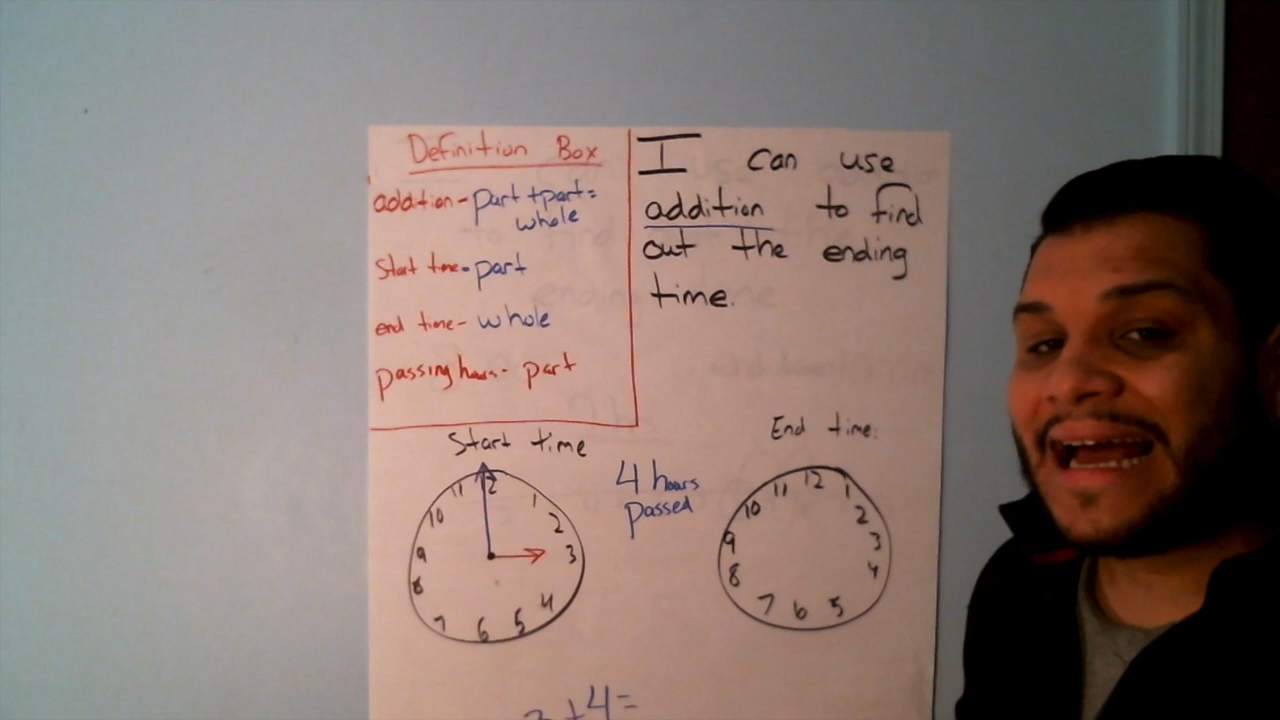 Definition Box
addition - part + part =
whole
Start time - part
end time - whole
passing hours - part
I can use
addition to find
out the ending
time.
Start time
12
11
1
10
2
9
3
8
4
7
6
5
4 hours
passed
End time:
12
11
1
10
2
9
3
8
4
7
6
5
3+4=